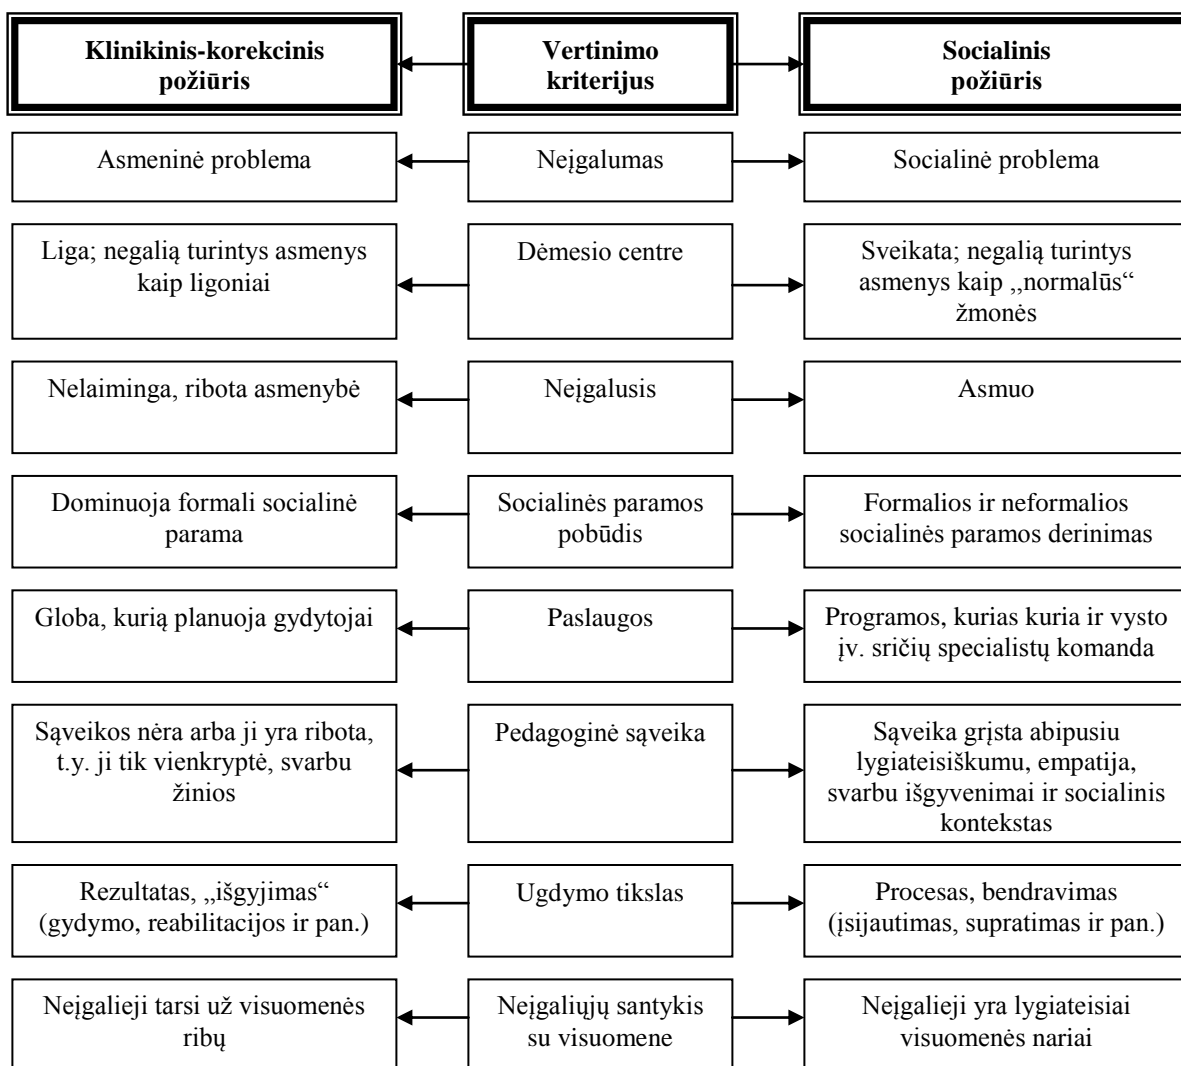 Klinikinis-korekcinis
požiūris
Vertinimo
kriterijus
Socialinis
požiūris
Asmeninė problema
Neįgalumas
Socialinė problema
Liga; negalią turintys asmenys
kaip ligoniai
Dėmesio centre
Sveikata; negalią turintys
asmenys kaip ,,normalūs“
žmonės
Nelaiminga, ribota asmenybė
Neįgalusis
Asmuo
Dominuoja formali socialinė
parama
Socialinės paramos
pobūdis
Formalios ir neformalios
socialinės paramos derinimas
Globa, kurią planuoja gydytojai
Paslaugos
Programos, kurias kuria ir vysto
įv. sričių specialistų komanda
Sąveikos nėra arba ji yra ribota,
t.y. ji tik vienkryptė, svarbu
žinios
Pedagoginė sąveika
Sąveika grįsta abipusiu
lygiateisiškumu, empatija,
svarbu išgyvenimai ir socialinis
kontekstas
Rezultatas, ,,išgyjimas“
(gydymo, reabilitacijos ir pan.)
Ugdymo tikslas
Procesas, bendravimas
(įsijautimas, supratimas ir pan.)
Neįgalieji tarsi už visuomenės
ribų
Neįgaliųjų santykis
su visuomene
Neįgalieji yra lygiateisiai
visuomenės nariai